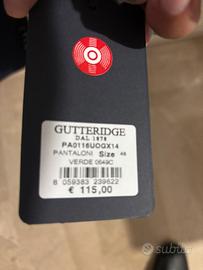 GUTTERIDGE
DAL 1878
PA0116UOGX14
PANTALONI Size 46
VERDE 0649C
8 059383 239622
€ 115,00
subito